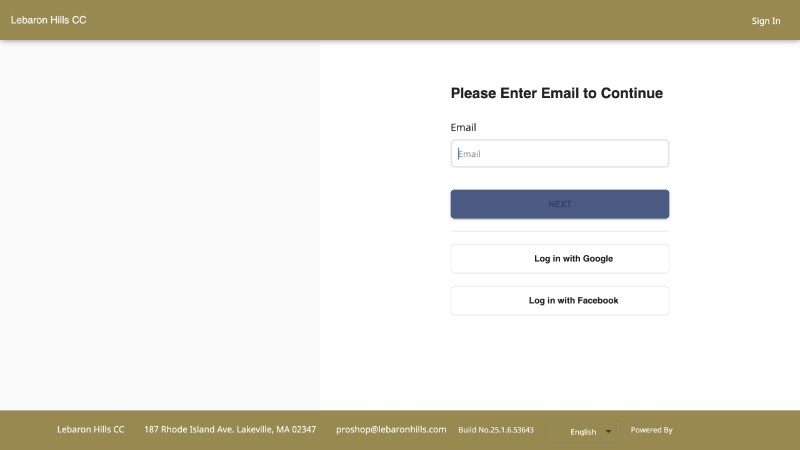 Lebaron Hills CC
Sign In
Please Enter Email to Continue
Email
Email
NEXT
Log in with Google
Log in with Facebook
Lebaron Hills CC 187 Rhode Island Ave. Lakeville, MA 02347 proshop@lebaronhills.com Build No.25.1.6.53643 English Powered By